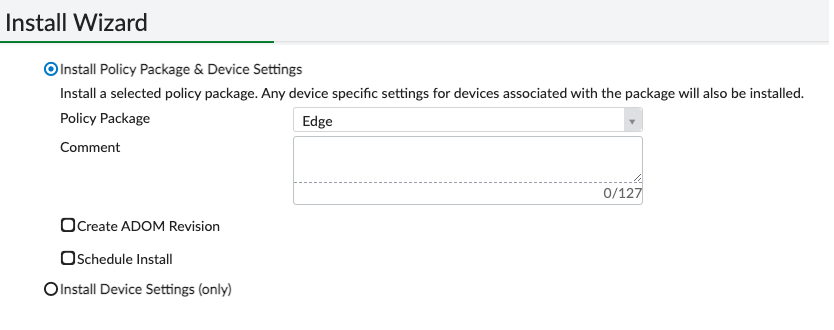 Install Wizard
Install Policy Package & Device Settings
Install a selected policy package. Any device specific settings for devices associated with the package will also be installed.
Policy Package
Edge
Comment
0/127
Create ADOM Revision
Schedule Install
Install Device Settings (only)